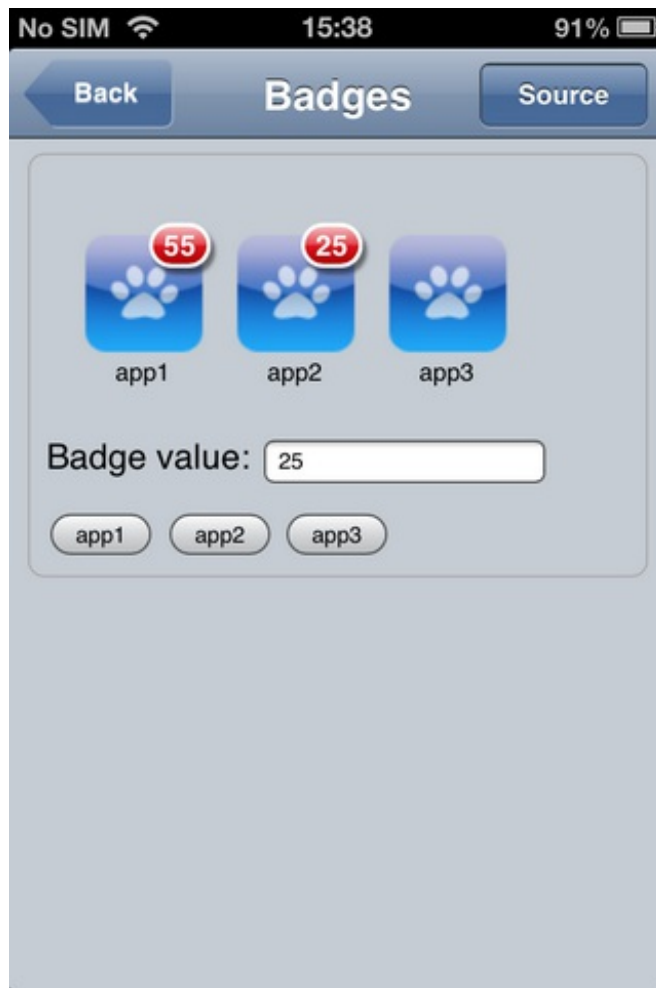 No SIM 15:38 91%
Back Badges Source
55 25
app1 app2 app3
Badge value: 25
app1 app2 app3